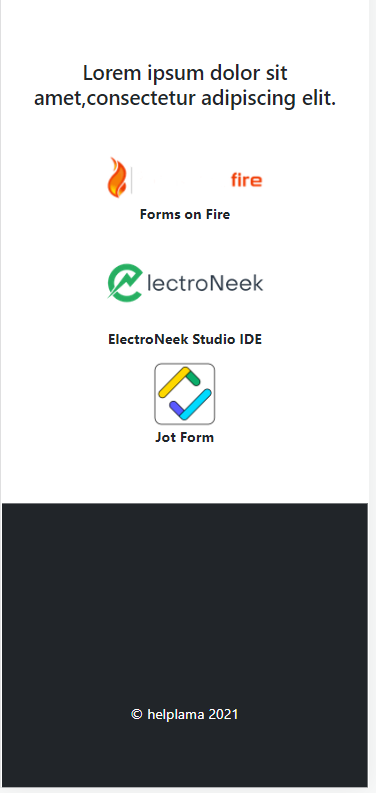 Lorem ipsum dolor sit
amet,consectetur adipiscing elit.
fire
Forms on Fire
lectroNeek
ElectroNeek Studio IDE
Jot Form
© helplama 2021